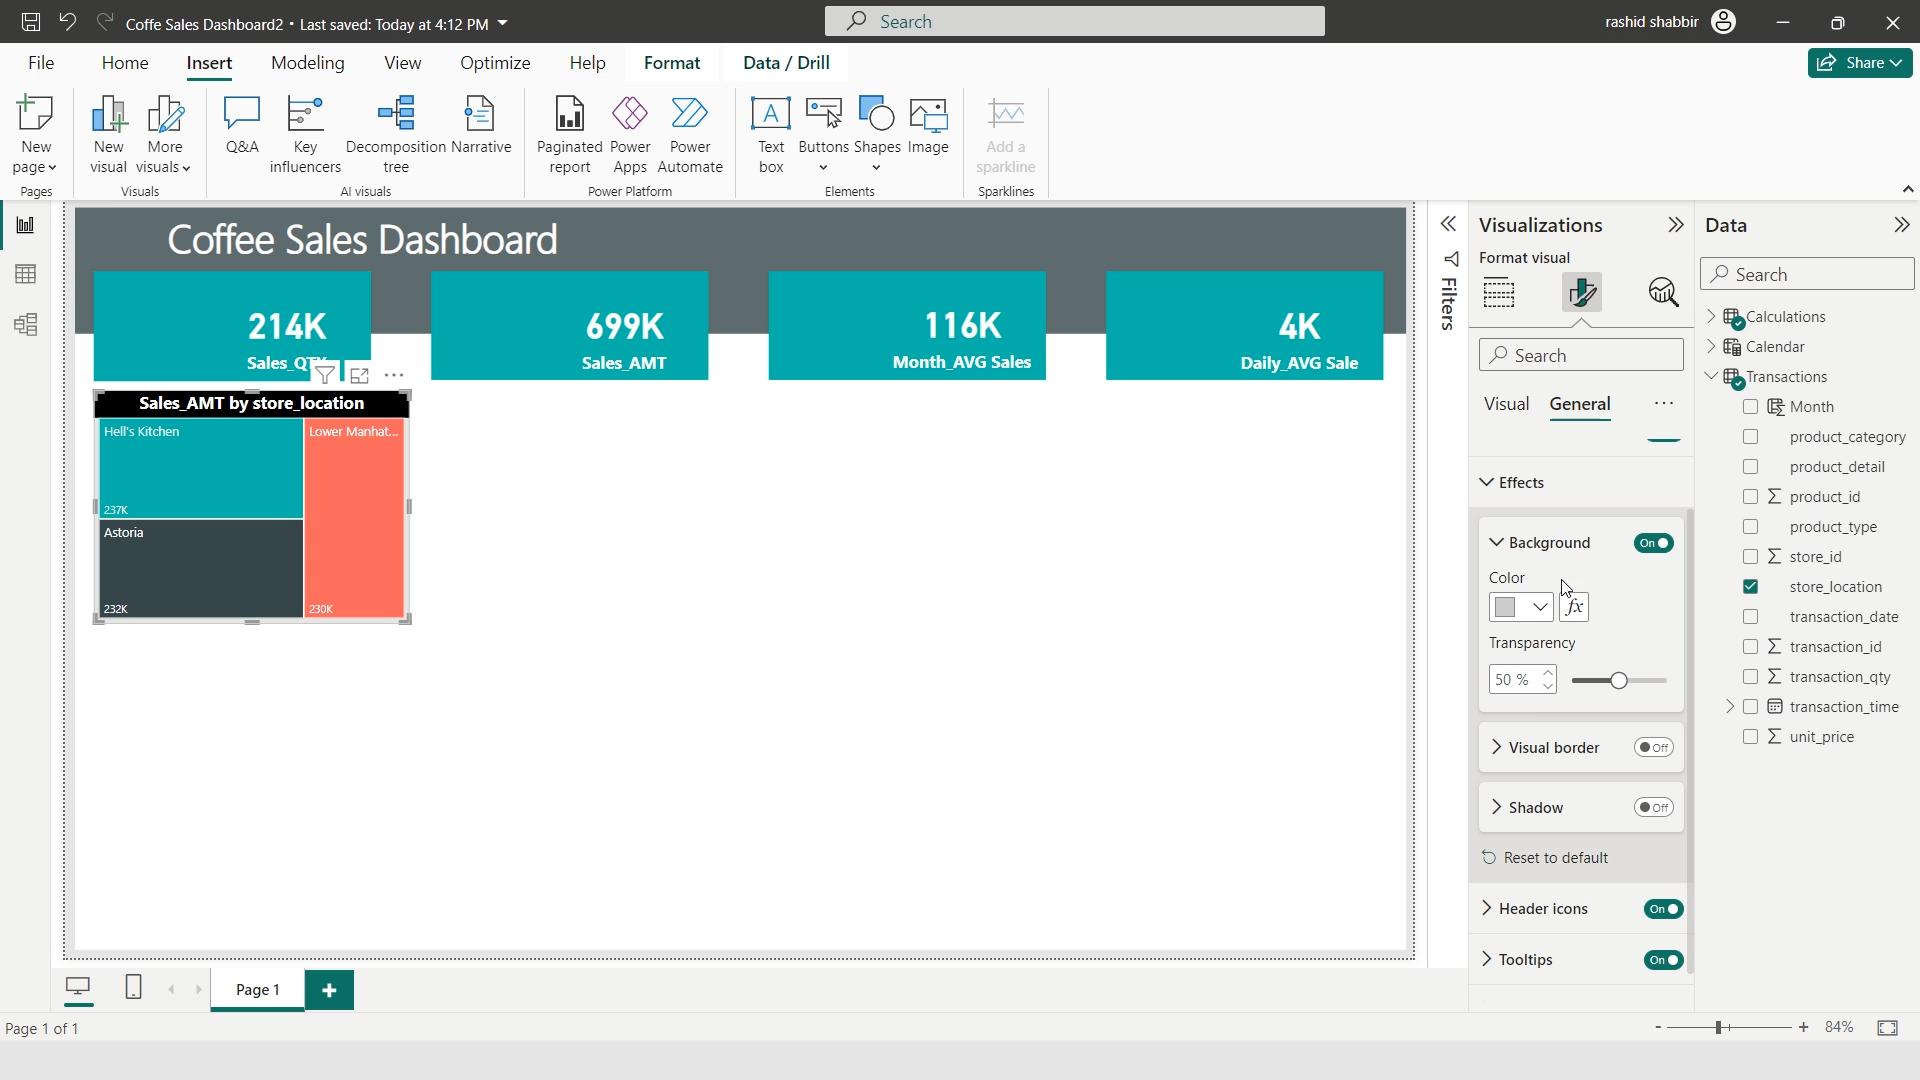 Coffe Sales Dashboard2 • Last saved: Today at 4:12 PM
Search
rashid shabbir
File
Home
Insert
Modeling
View
Optimize
Help
Format
Data / Drill
Share
New page
New visual
More visuals
Q&A
Key influencers
Decomposition tree
Narrative
Paginated report
Power Apps
Power Automate
Text box
Buttons
Shapes
Image
Add a sparkline
Pages
Visuals
AI visuals
Power Platform
Elements
Sparklines
Coffee Sales Dashboard
214K
Sales_QTY
699K
Sales_AMT
116K
Month_AVG Sales
4K
Daily_AVG Sale
Sales_AMT by store_location
Hell's Kitchen
237K
Lower Manhat...
230K
Astoria
232K
Filters
Visualizations
Format visual
Search
Visual
General
Effects
Background
On
Color
fx
Transparency
50 %
Visual border
Off
Shadow
Off
Reset to default
Header icons
On
Tooltips
On
Data
Search
Calculations
Calendar
Transactions
Month
product_category
product_detail
product_id
product_type
store_id
store_location
transaction_date
transaction_id
transaction_qty
transaction_time
unit_price
Page 1
Page 1 of 1
- + 84%